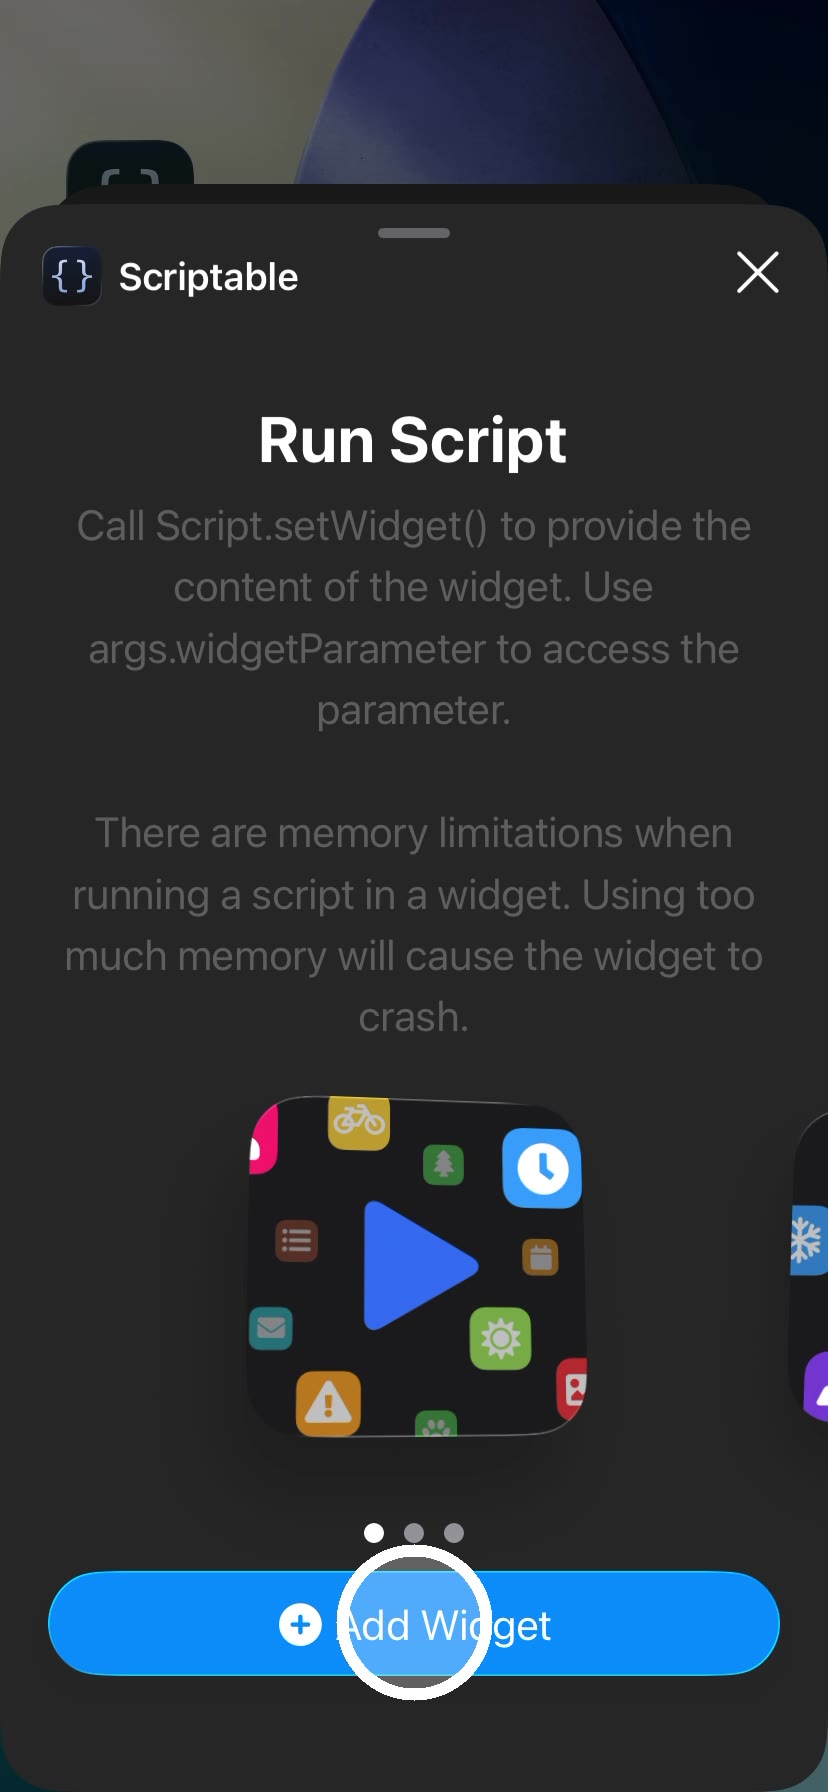 { }
{ } Scriptable
Run Script
Call Script.setWidget() to provide the
content of the widget. Use
args.widgetParameter to access the
parameter.
There are memory limitations when
running a script in a widget. Using too
much memory will cause the widget to
crash.
Add Widget